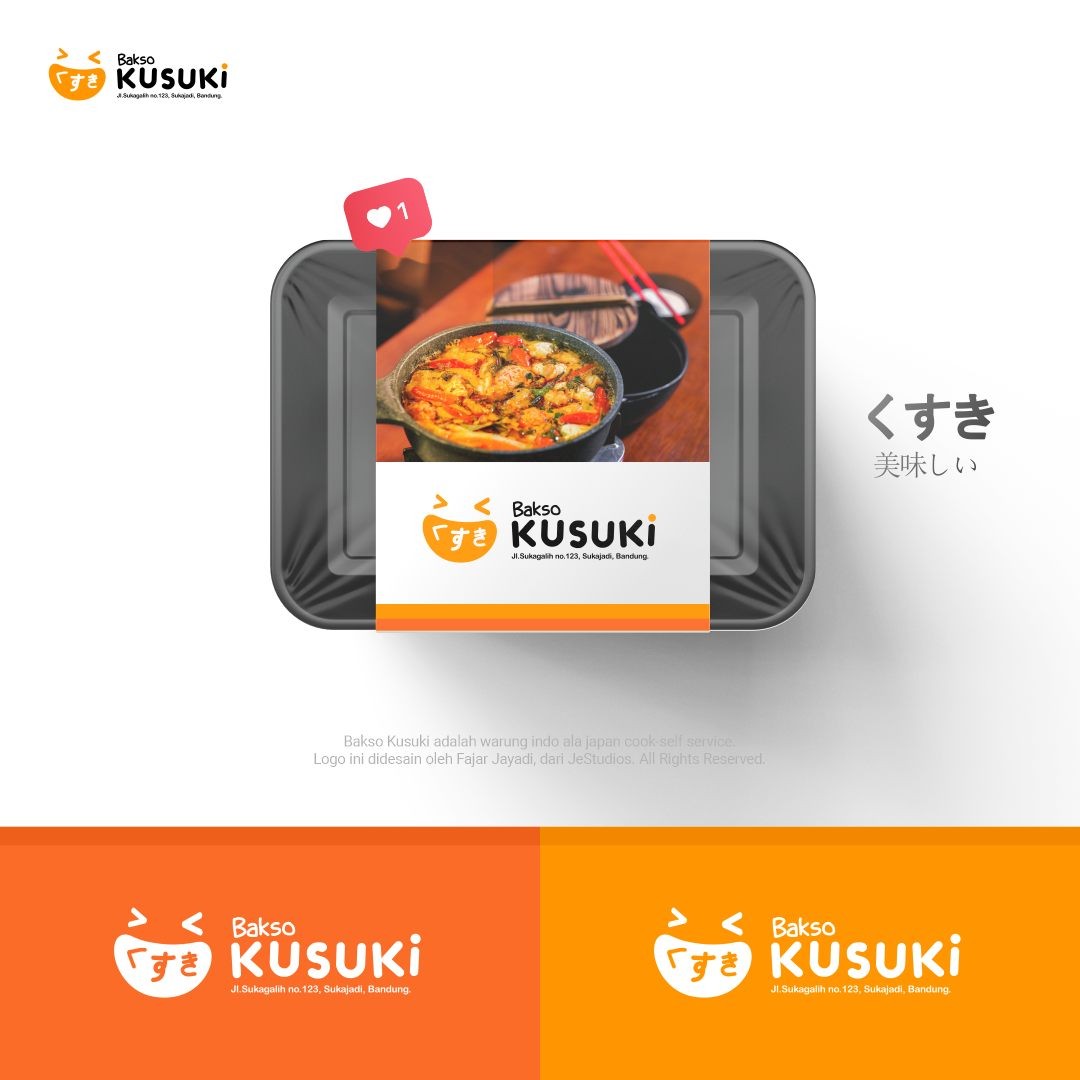 くすき
Bakso
KUSUKi
Jl.Sukagalih no.123, Sukajadi, Bandung.
1
くすき
美味しい
くすき
Bakso
KUSUKi
Jl.Sukagalih no.123, Sukajadi, Bandung.
Bakso Kusuki adalah warung indo ala japan cook-self service.
Logo ini didesain oleh Fajar Jayadi, dari JeStudios. All Rights Reserved.
くすき
Bakso
KUSUKi
Jl.Sukagalih no.123, Sukajadi, Bandung.
くすき
Bakso
KUSUKi
Jl.Sukagalih no.123, Sukajadi, Bandung.